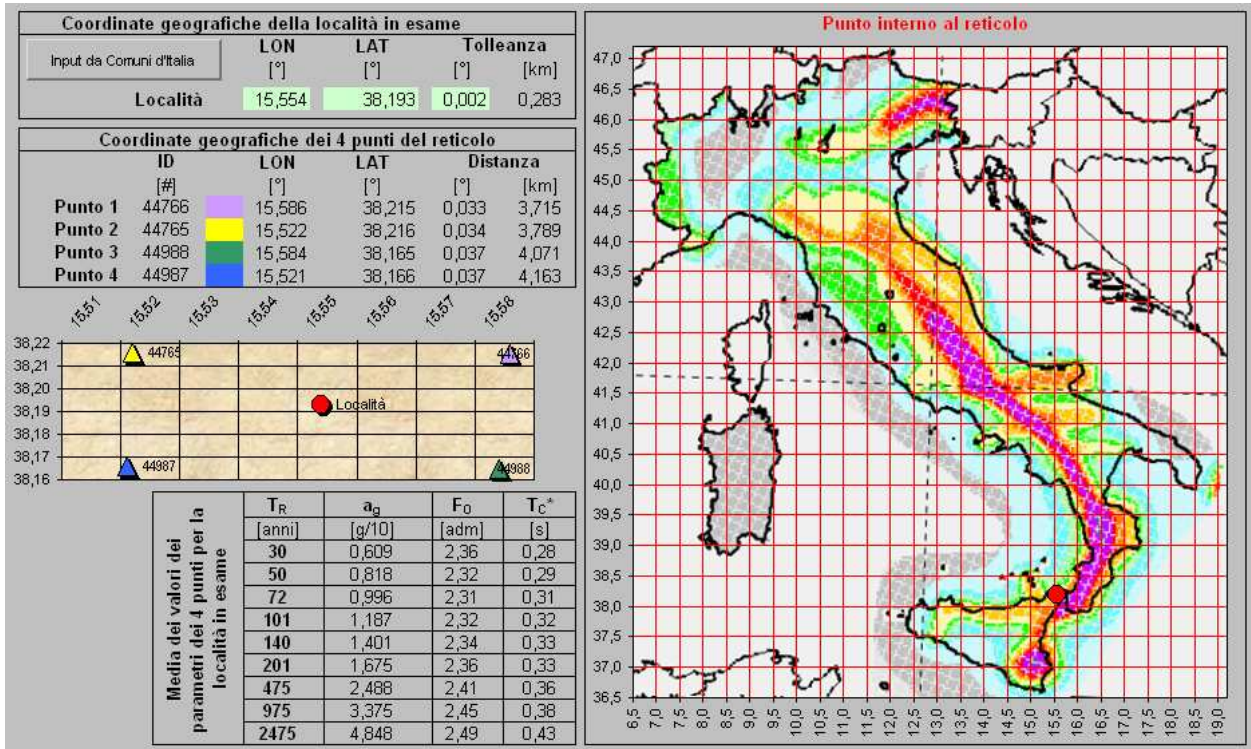 Coordinate geografiche della località in esame
Input da Comuni d'Italia
LON LAT Tolleanza
[°] [°] [°] [km]
Località 15,554 38,193 0,002 0,283
Coordinate geografiche dei 4 punti del reticolo
ID LON LAT Distanza
[#] [°] [°] [°] [km]
Punto 1 44766 15,586 38,215 0,033 3,715
Punto 2 44765 15,522 38,216 0,034 3,789
Punto 3 44988 15,584 38,165 0,037 4,071
Punto 4 44987 15,521 38,166 0,037 4,163
15,51 15,52 15,53 15,54 15,55 15,56 15,57 15,58
38,22
38,21
38,20
38,19
38,18
38,17
38,16
44765
44766
Località
44987
44988
Media dei valori dei
parametri dei 4 punti per la
località in esame
TR ag F0 TC*
[anni] [g/10] [adm] [s]
30 0,609 2,36 0,28
50 0,818 2,32 0,29
72 0,996 2,31 0,31
101 1,187 2,32 0,32
140 1,401 2,34 0,33
201 1,675 2,36 0,33
475 2,488 2,41 0,36
975 3,375 2,45 0,38
2475 4,848 2,49 0,43
Punto interno al reticolo
47,0
46,5
46,0
45,5
45,0
44,5
44,0
43,5
43,0
42,5
42,0
41,5
41,0
40,5
40,0
39,5
39,0
38,5
38,0
37,5
37,0
36,5
6,5 7,0 7,5 8,0 8,5 9,0 9,5 10,0 10,5 11,0 11,5 12,0 12,5 13,0 13,5 14,0 14,5 15,0 15,5 16,0 16,5 17,0 17,5 18,0 18,5 19,0